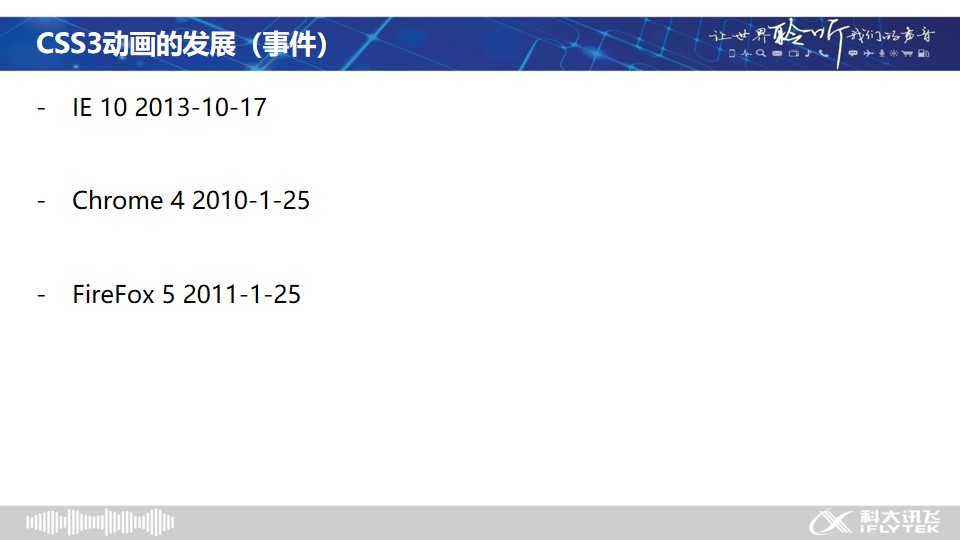 CSS3动画的发展（事件）
让世界聆听我们的声音
- IE 10 2013-10-17
- Chrome 4 2010-1-25
- FireFox 5 2011-1-25
科大讯飞
iFLYTEK